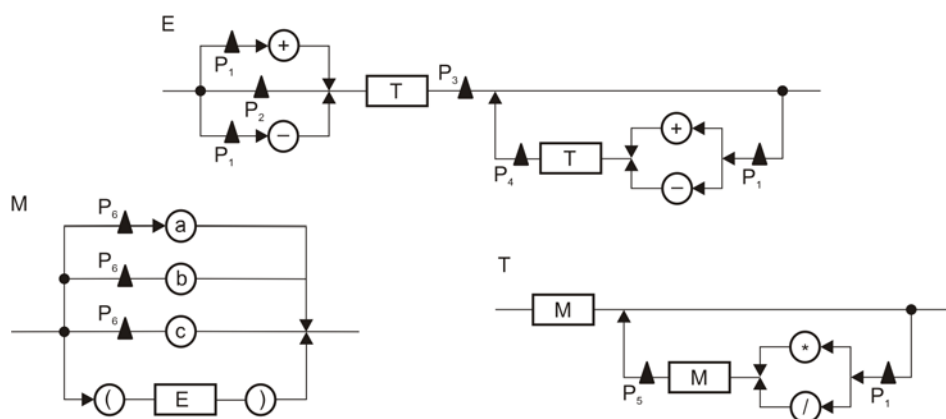 E
P₁ +
P₂ T P₃
P₁ −
P₄ T + − P₁
M
P₆ a
P₆ b
P₆ c
( E )
T
M
P₅ M * / P₁